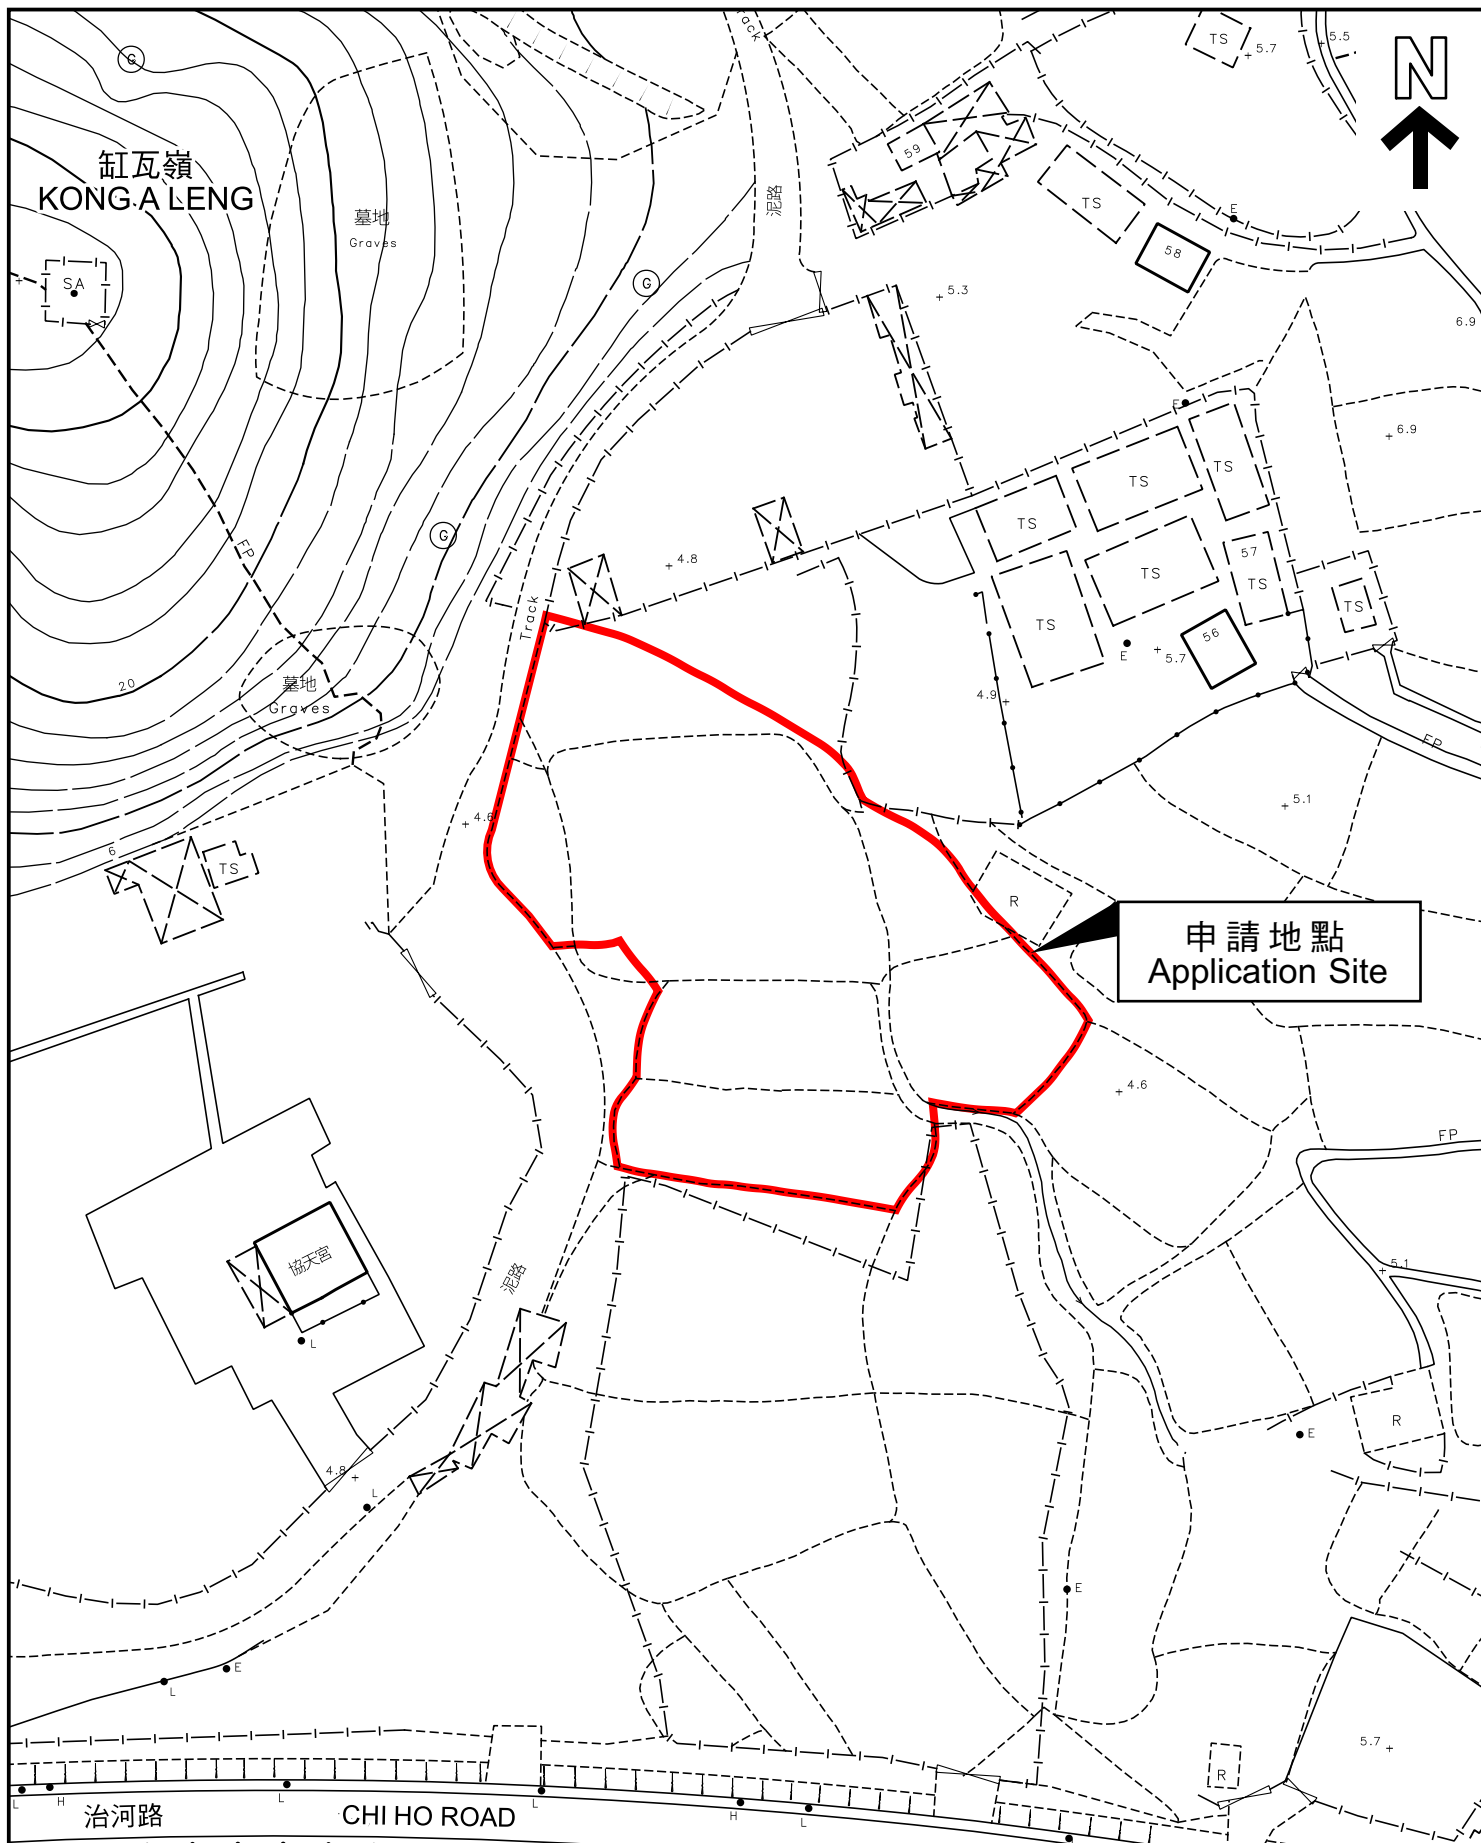 Track
TS
5.7
5.5
N
G
59
缸瓦嶺
KONG A LENG
墓地
Graves
泥路
TS
E
58
SA
G
5.3
6.9
E
6.9
TS
TS
TS
G
FP
4.8
57
TS
TS
TS
TS
Track
56
E
5.7
20
墓地
Graves
4.9
FP
4.6
5.1
6
TS
R
申請地點
Application Site
4.6
FP
協天宮
泥路
5.1
L
R
E
4.8
L
E
E
L
5.7
R
L
H
L
L
H
L
治河路
CHI HO ROAD